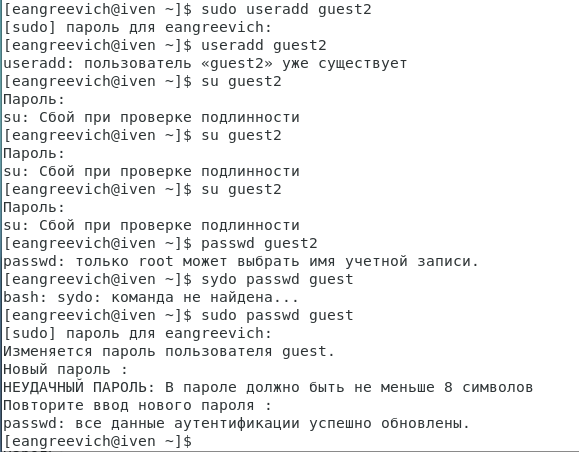 [eangreevich@iven ~]$ sudo useradd guest2
[sudo] пароль для eangreevich:
[eangreevich@iven ~]$ useradd guest2
useradd: пользователь «guest2» уже существует
[eangreevich@iven ~]$ su guest2
Пароль:
su: Сбой при проверке подлинности
[eangreevich@iven ~]$ su guest2
Пароль:
su: Сбой при проверке подлинности
[eangreevich@iven ~]$ su guest2
Пароль:
su: Сбой при проверке подлинности
[eangreevich@iven ~]$ passwd guest2
passwd: только root может выбрать имя учетной записи.
[eangreevich@iven ~]$ sydo passwd guest
bash: sydo: команда не найдена...
[eangreevich@iven ~]$ sudo passwd guest
[sudo] пароль для eangreevich:
Изменяется пароль пользователя guest.
Новый пароль :
НЕУДАЧНЫЙ ПАРОЛЬ: В пароле должно быть не меньше 8 символов
Повторите ввод нового пароля :
passwd: все данные аутентификации успешно обновлены.
[eangreevich@iven ~]$